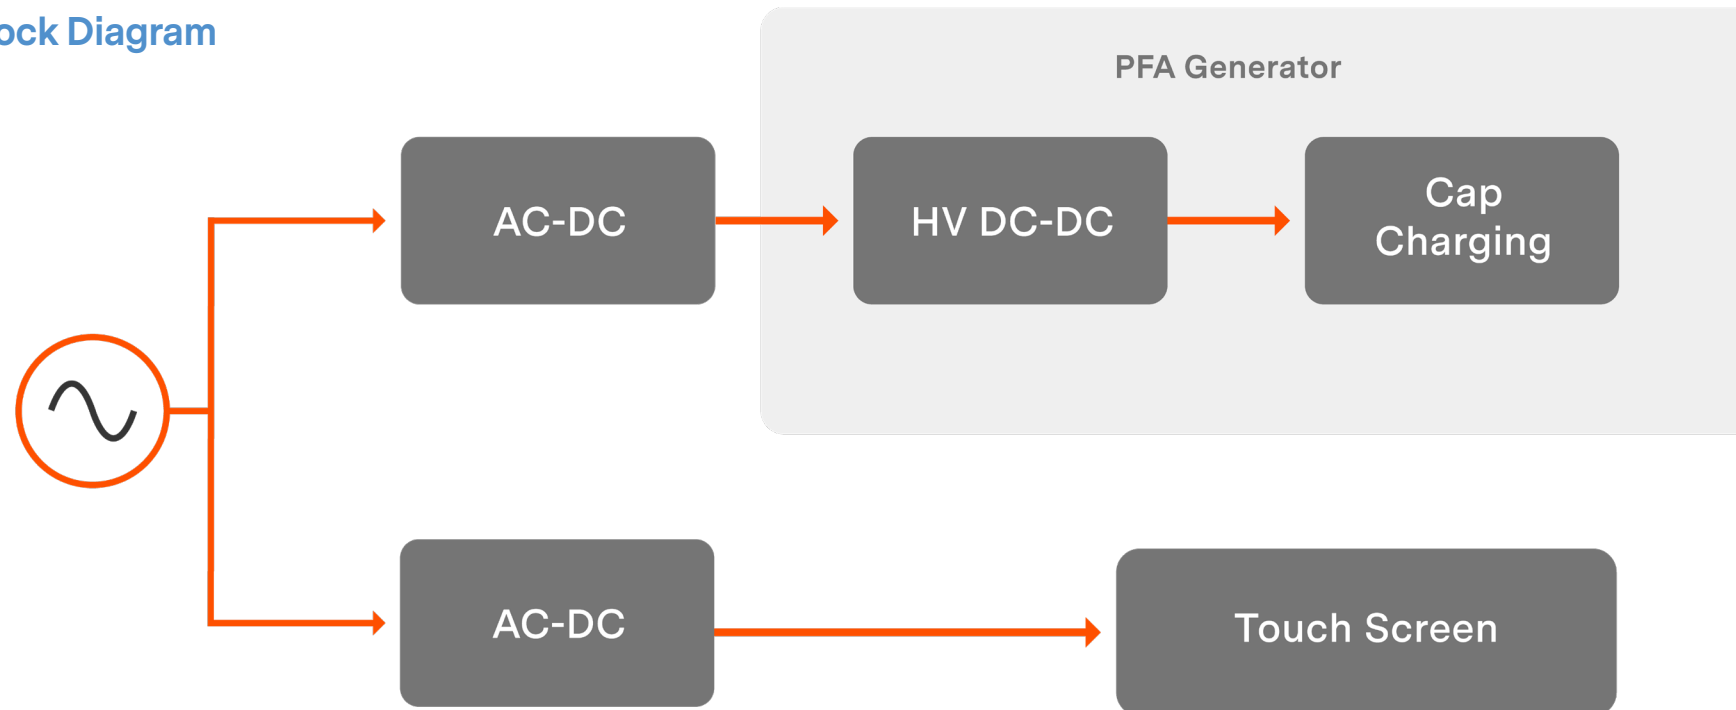 ock Diagram
PFA Generator
AC-DC
HV DC-DC
Cap
Charging
AC-DC
Touch Screen